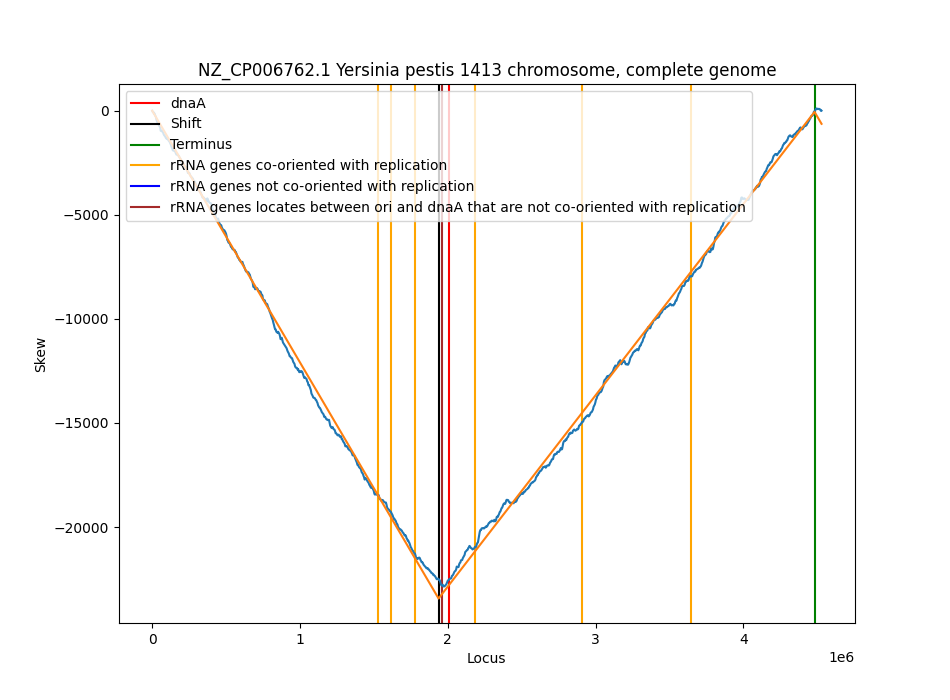 NZ_CP006762.1 Yersinia pestis 1413 chromosome, complete genome
dnaA
Shift
Terminus
rRNA genes co-oriented with replication
rRNA genes not co-oriented with replication
rRNA genes locates between ori and dnaA that are not co-oriented with replication
0
−5000
−10000
−15000
−20000
Skew
0
1
2
3
4
1e6
Locus